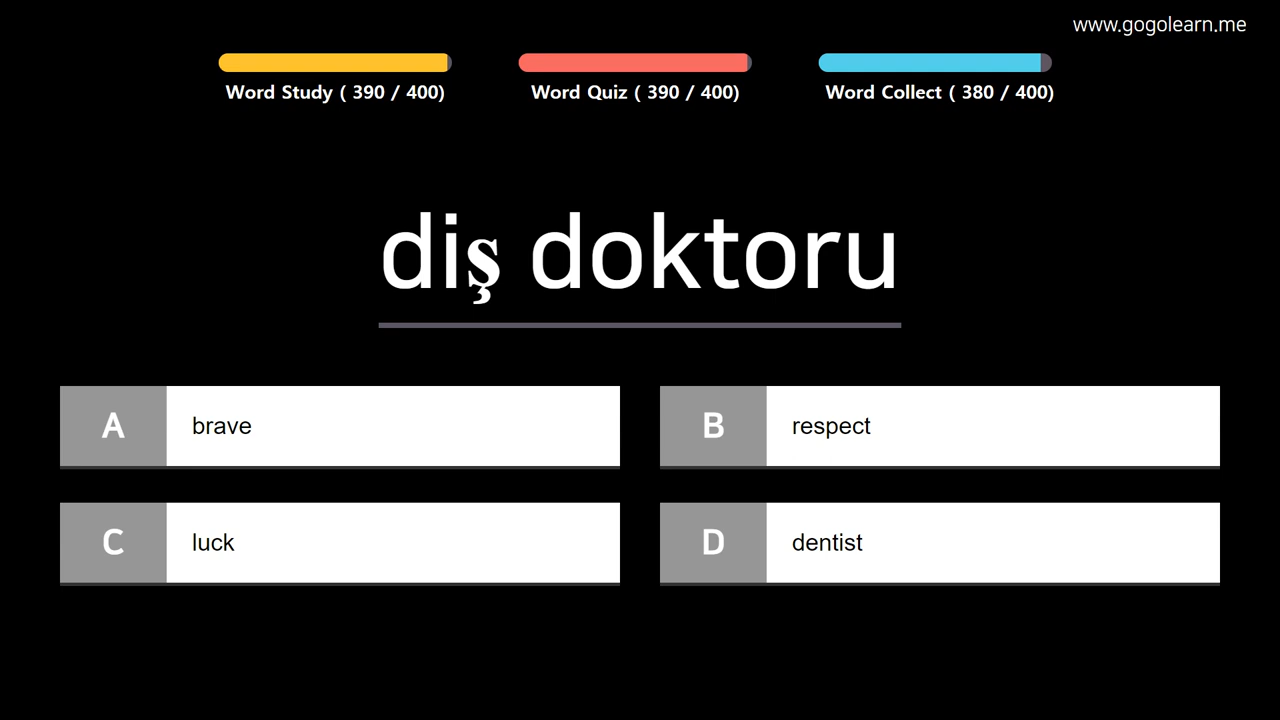 www.gogolearn.me
Word Study ( 390 / 400)
Word Quiz ( 390 / 400)
Word Collect ( 380 / 400)
diş doktoru
A brave
B respect
C luck
D dentist